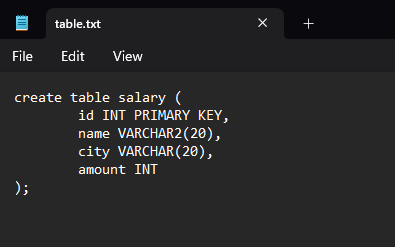 table.txt
File Edit View
create table salary (
        id INT PRIMARY KEY,
        name VARCHAR2(20),
        city VARCHAR(20),
        amount INT
);